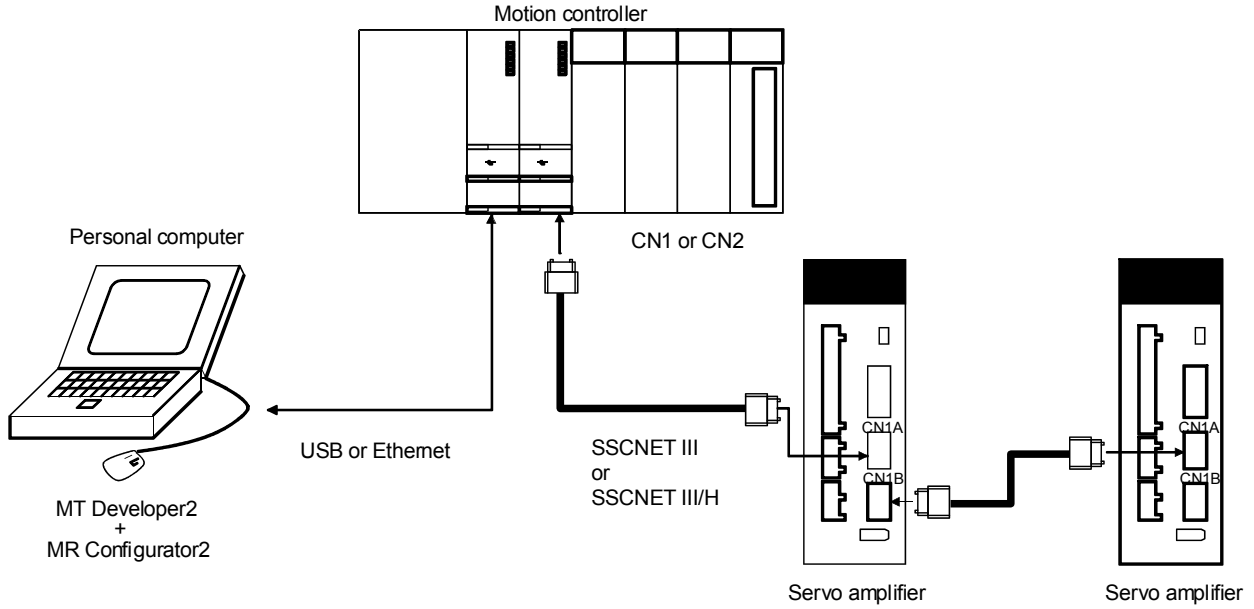 Motion controller
CN1 or CN2
Personal computer
USB or Ethernet
SSCNET III
or
SSCNET III/H
MT Developer2
+
MR Configurator2
CN1A
CN1B
Servo amplifier
CN1A
CN1B
Servo amplifier